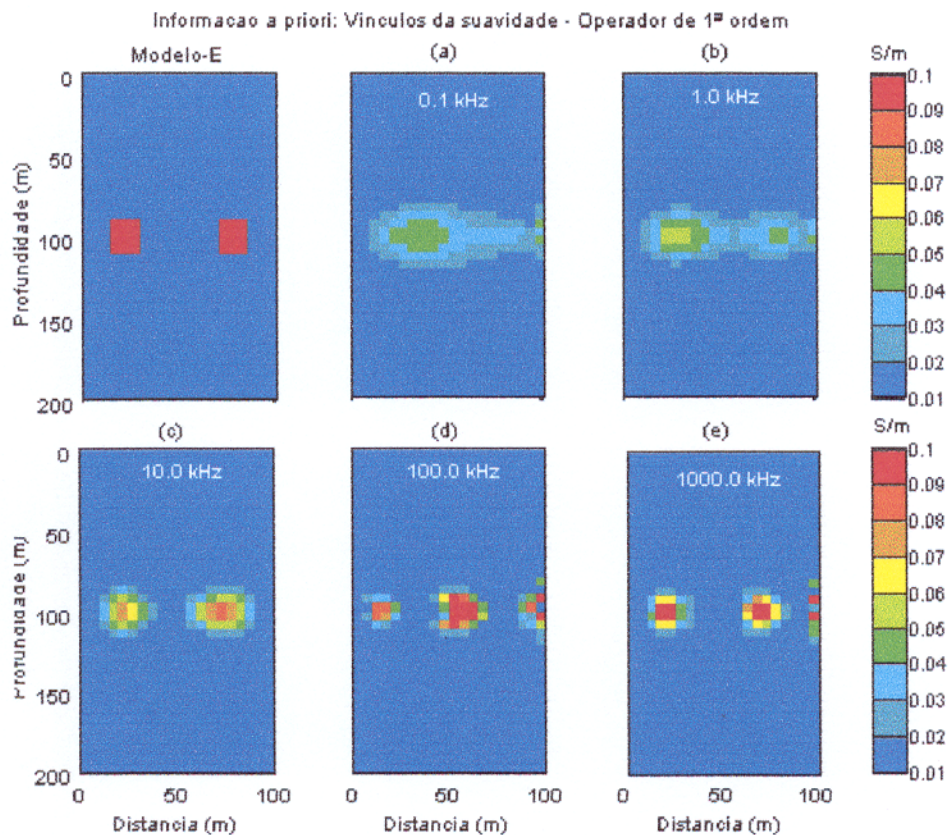 Informacao a priori: Vinculos da suavidade - Operador de 1ª ordem
Modelo-E
(a)
(b)
S/m
0
50
100
150
200
Profundidade (m)
0.1 kHz
1.0 kHz
0.1
0.09
0.08
0.06
0.05
0.04
0.03
0.02
0.01
(c)
(d)
(e)
S/m
0
50
100
150
200
Profundidade (m)
10.0 kHz
100.0 kHz
1000.0 kHz
0.1
0.09
0.08
0.06
0.05
0.04
0.03
0.02
0.01
0 50 100
0 50 100
0 50 100
Distancia (m)
Distancia (m)
Distancia (m)